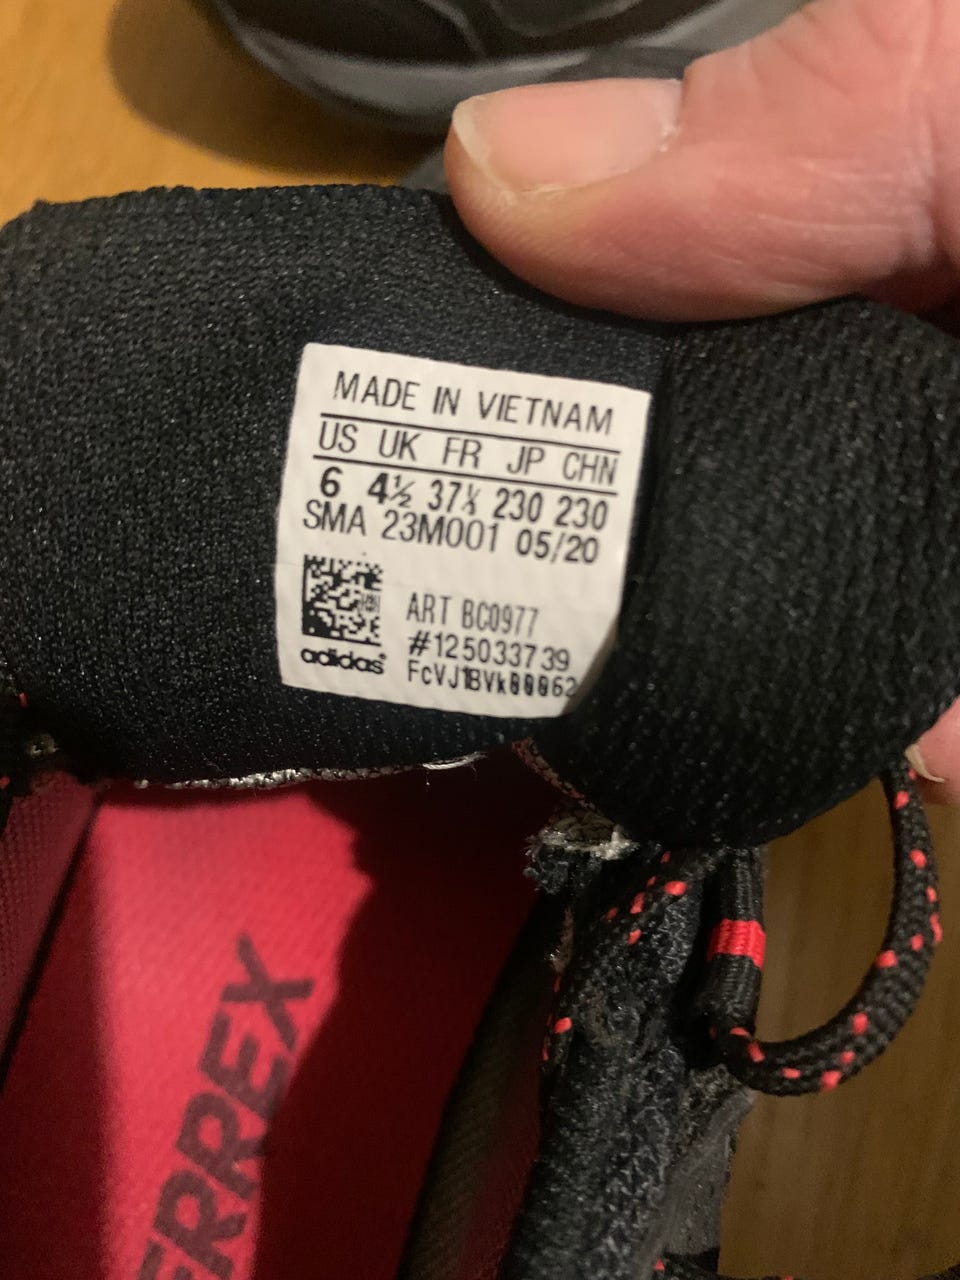 MADE IN VIETNAM
US UK FR JP CHN
6 4½ 37⅓ 230 230
SMA 23M001 05/20
ART BC0977
#125033739
adidas
ERREX